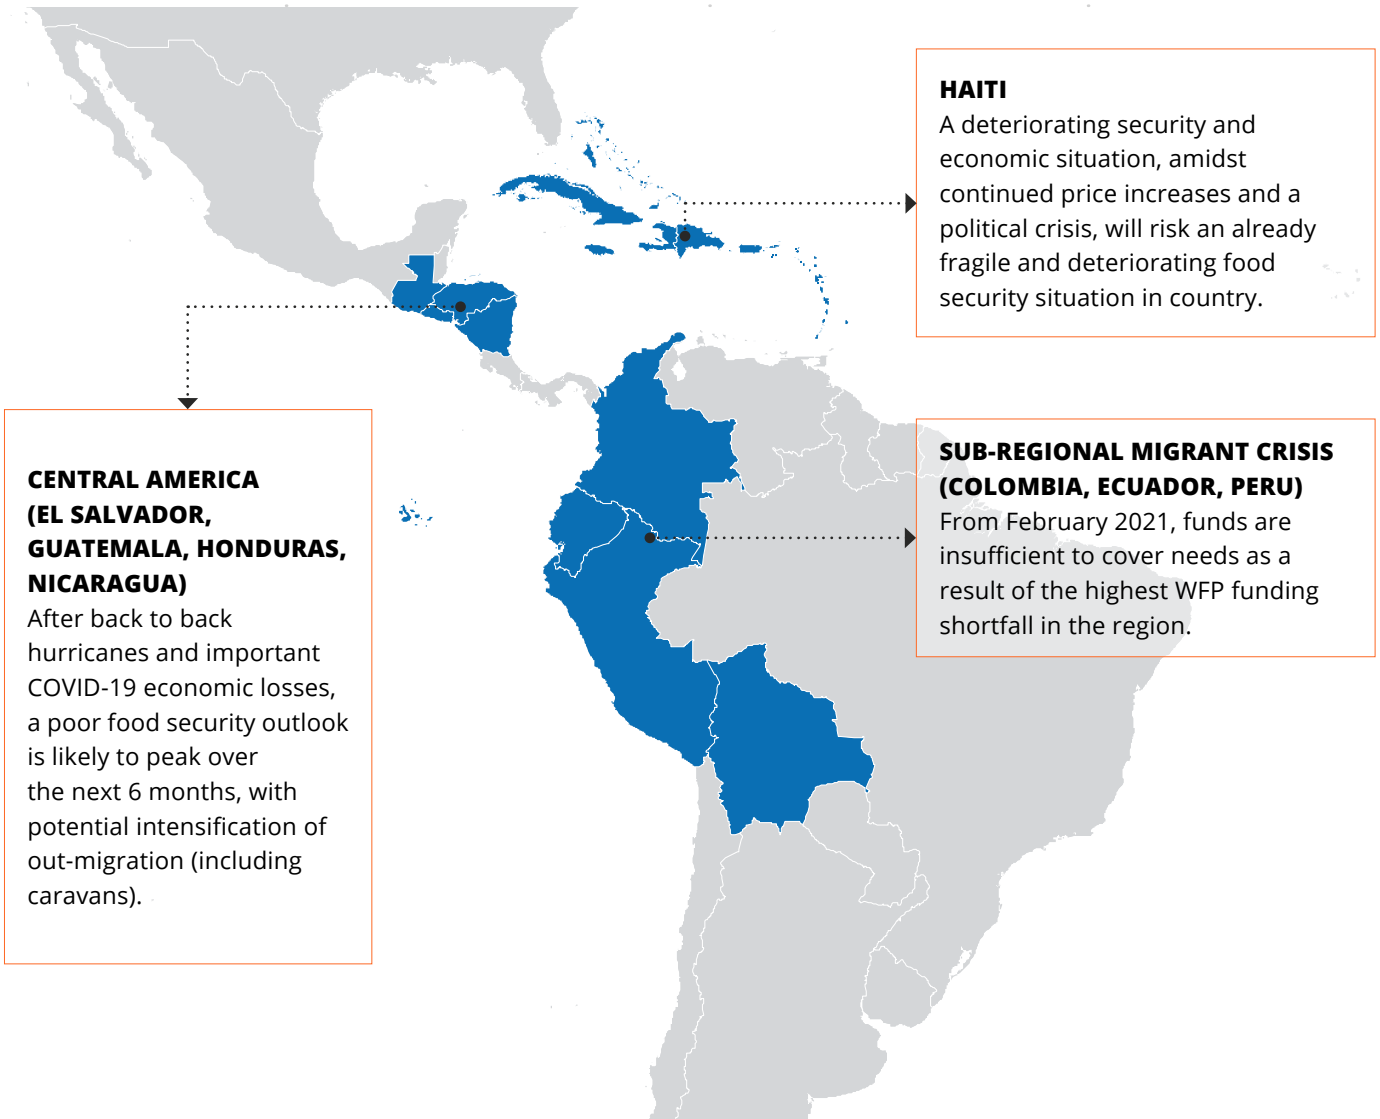 HAITI
A deteriorating security and
economic situation, amidst
continued price increases and a
political crisis, will risk an already
fragile and deteriorating food
security situation in country.
CENTRAL AMERICA
(EL SALVADOR,
GUATEMALA, HONDURAS,
NICARAGUA)
After back to back
hurricanes and important
COVID-19 economic losses,
a poor food security outlook
is likely to peak over
the next 6 months, with
potential intensification of
out-migration (including
caravans).
SUB-REGIONAL MIGRANT CRISIS
(COLOMBIA, ECUADOR, PERU)
From February 2021, funds are
insufficient to cover needs as a
result of the highest WFP funding
shortfall in the region.